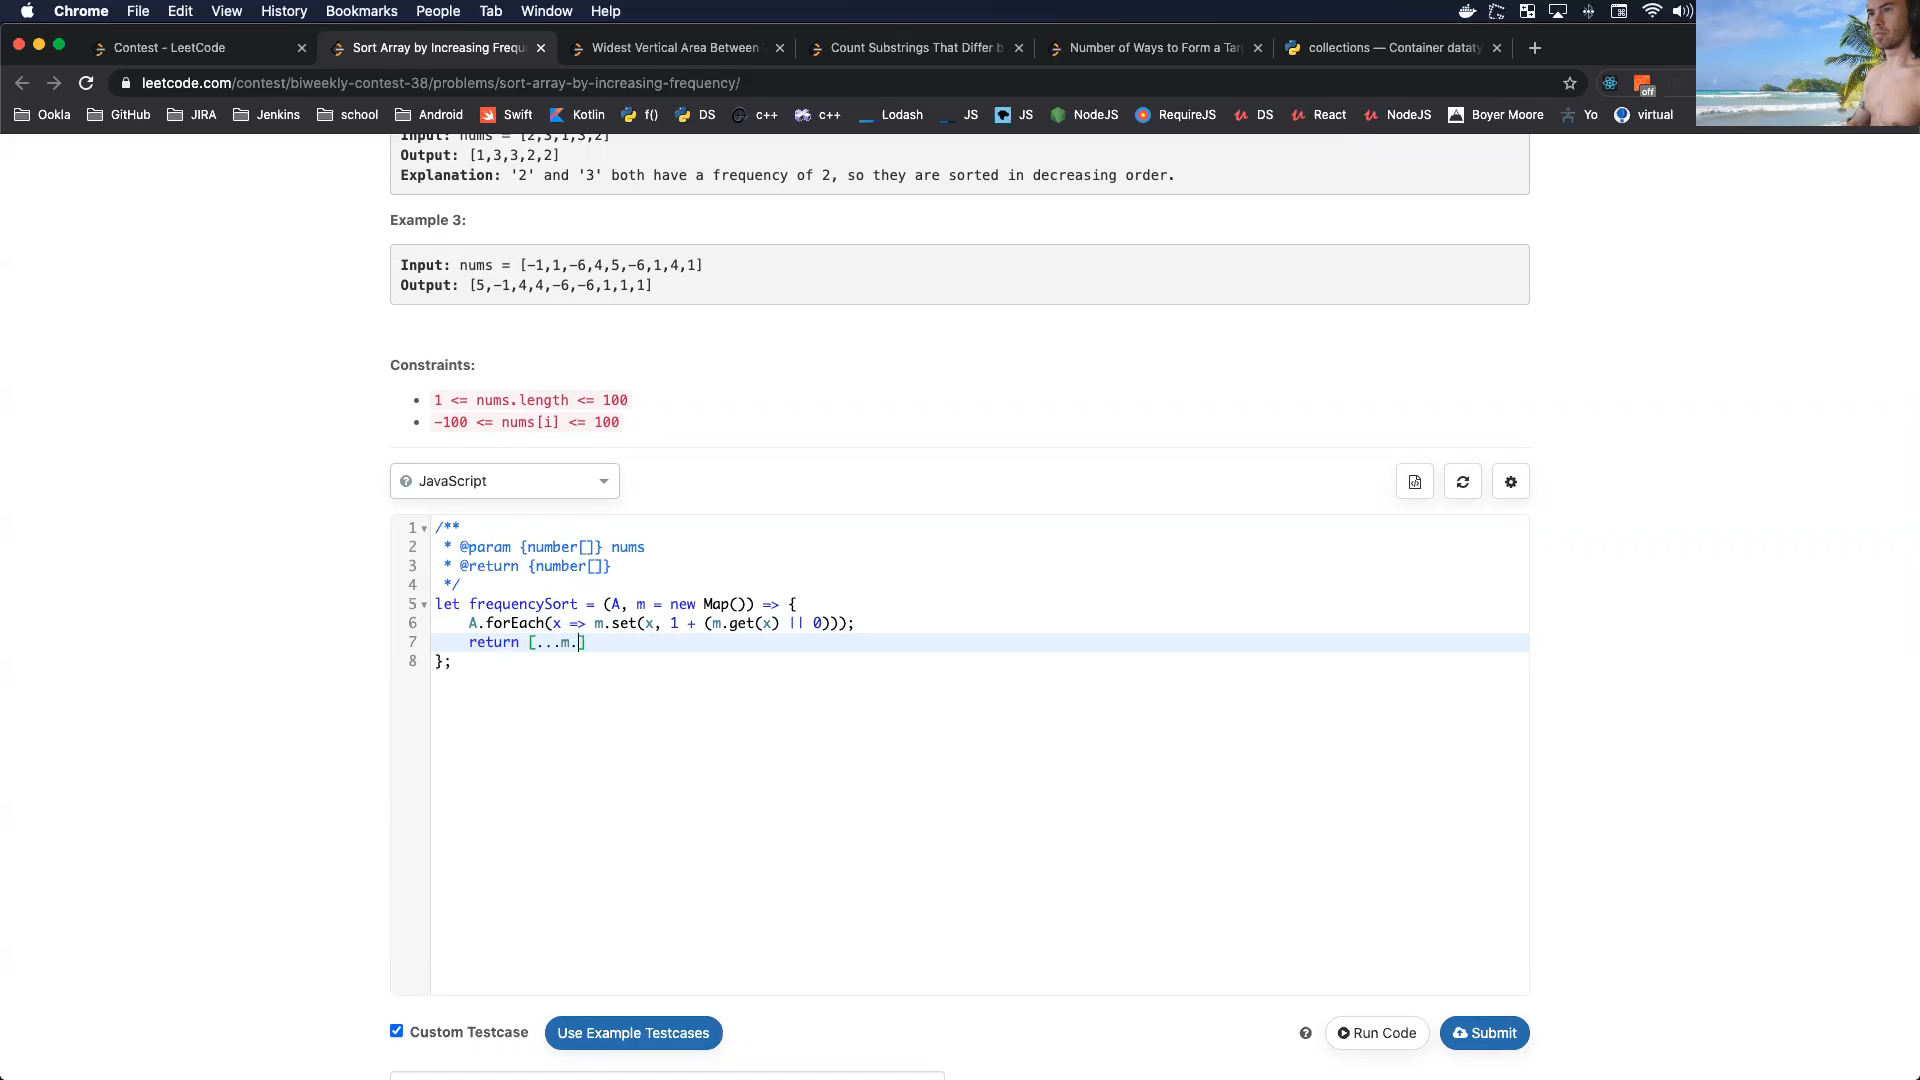 Chrome File Edit View History Bookmarks People Tab Window Help
Contest - LeetCode
Sort Array by Increasing Frequ
Widest Vertical Area Between
Count Substrings That Differ b
Number of Ways to Form a Tar
collections — Container dataty
leetcode.com/contest/biweekly-contest-38/problems/sort-array-by-increasing-frequency/
off
Ookla GitHub JIRA Jenkins school Android Swift Kotlin f() DS c++ c++ Lodash JS JS NodeJS RequireJS DS React NodeJS Boyer Moore Yo virtual
Input: nums = [2,3,1,3,2]
Output: [1,3,3,2,2]
Explanation: '2' and '3' both have a frequency of 2, so they are sorted in decreasing order.
Example 3:
Input: nums = [-1,1,-6,4,5,-6,1,4,1]
Output: [5,-1,4,4,-6,-6,1,1,1]
Constraints:
1 <= nums.length <= 100
-100 <= nums[i] <= 100
JavaScript
1 /**
2 * @param {number[]} nums
3 * @return {number[]}
4 */
5 let frequencySort = (A, m = new Map()) => {
6 A.forEach(x => m.set(x, 1 + (m.get(x) || 0)));
7 return [...m.]
8 };
Custom Testcase Use Example Testcases Run Code Submit